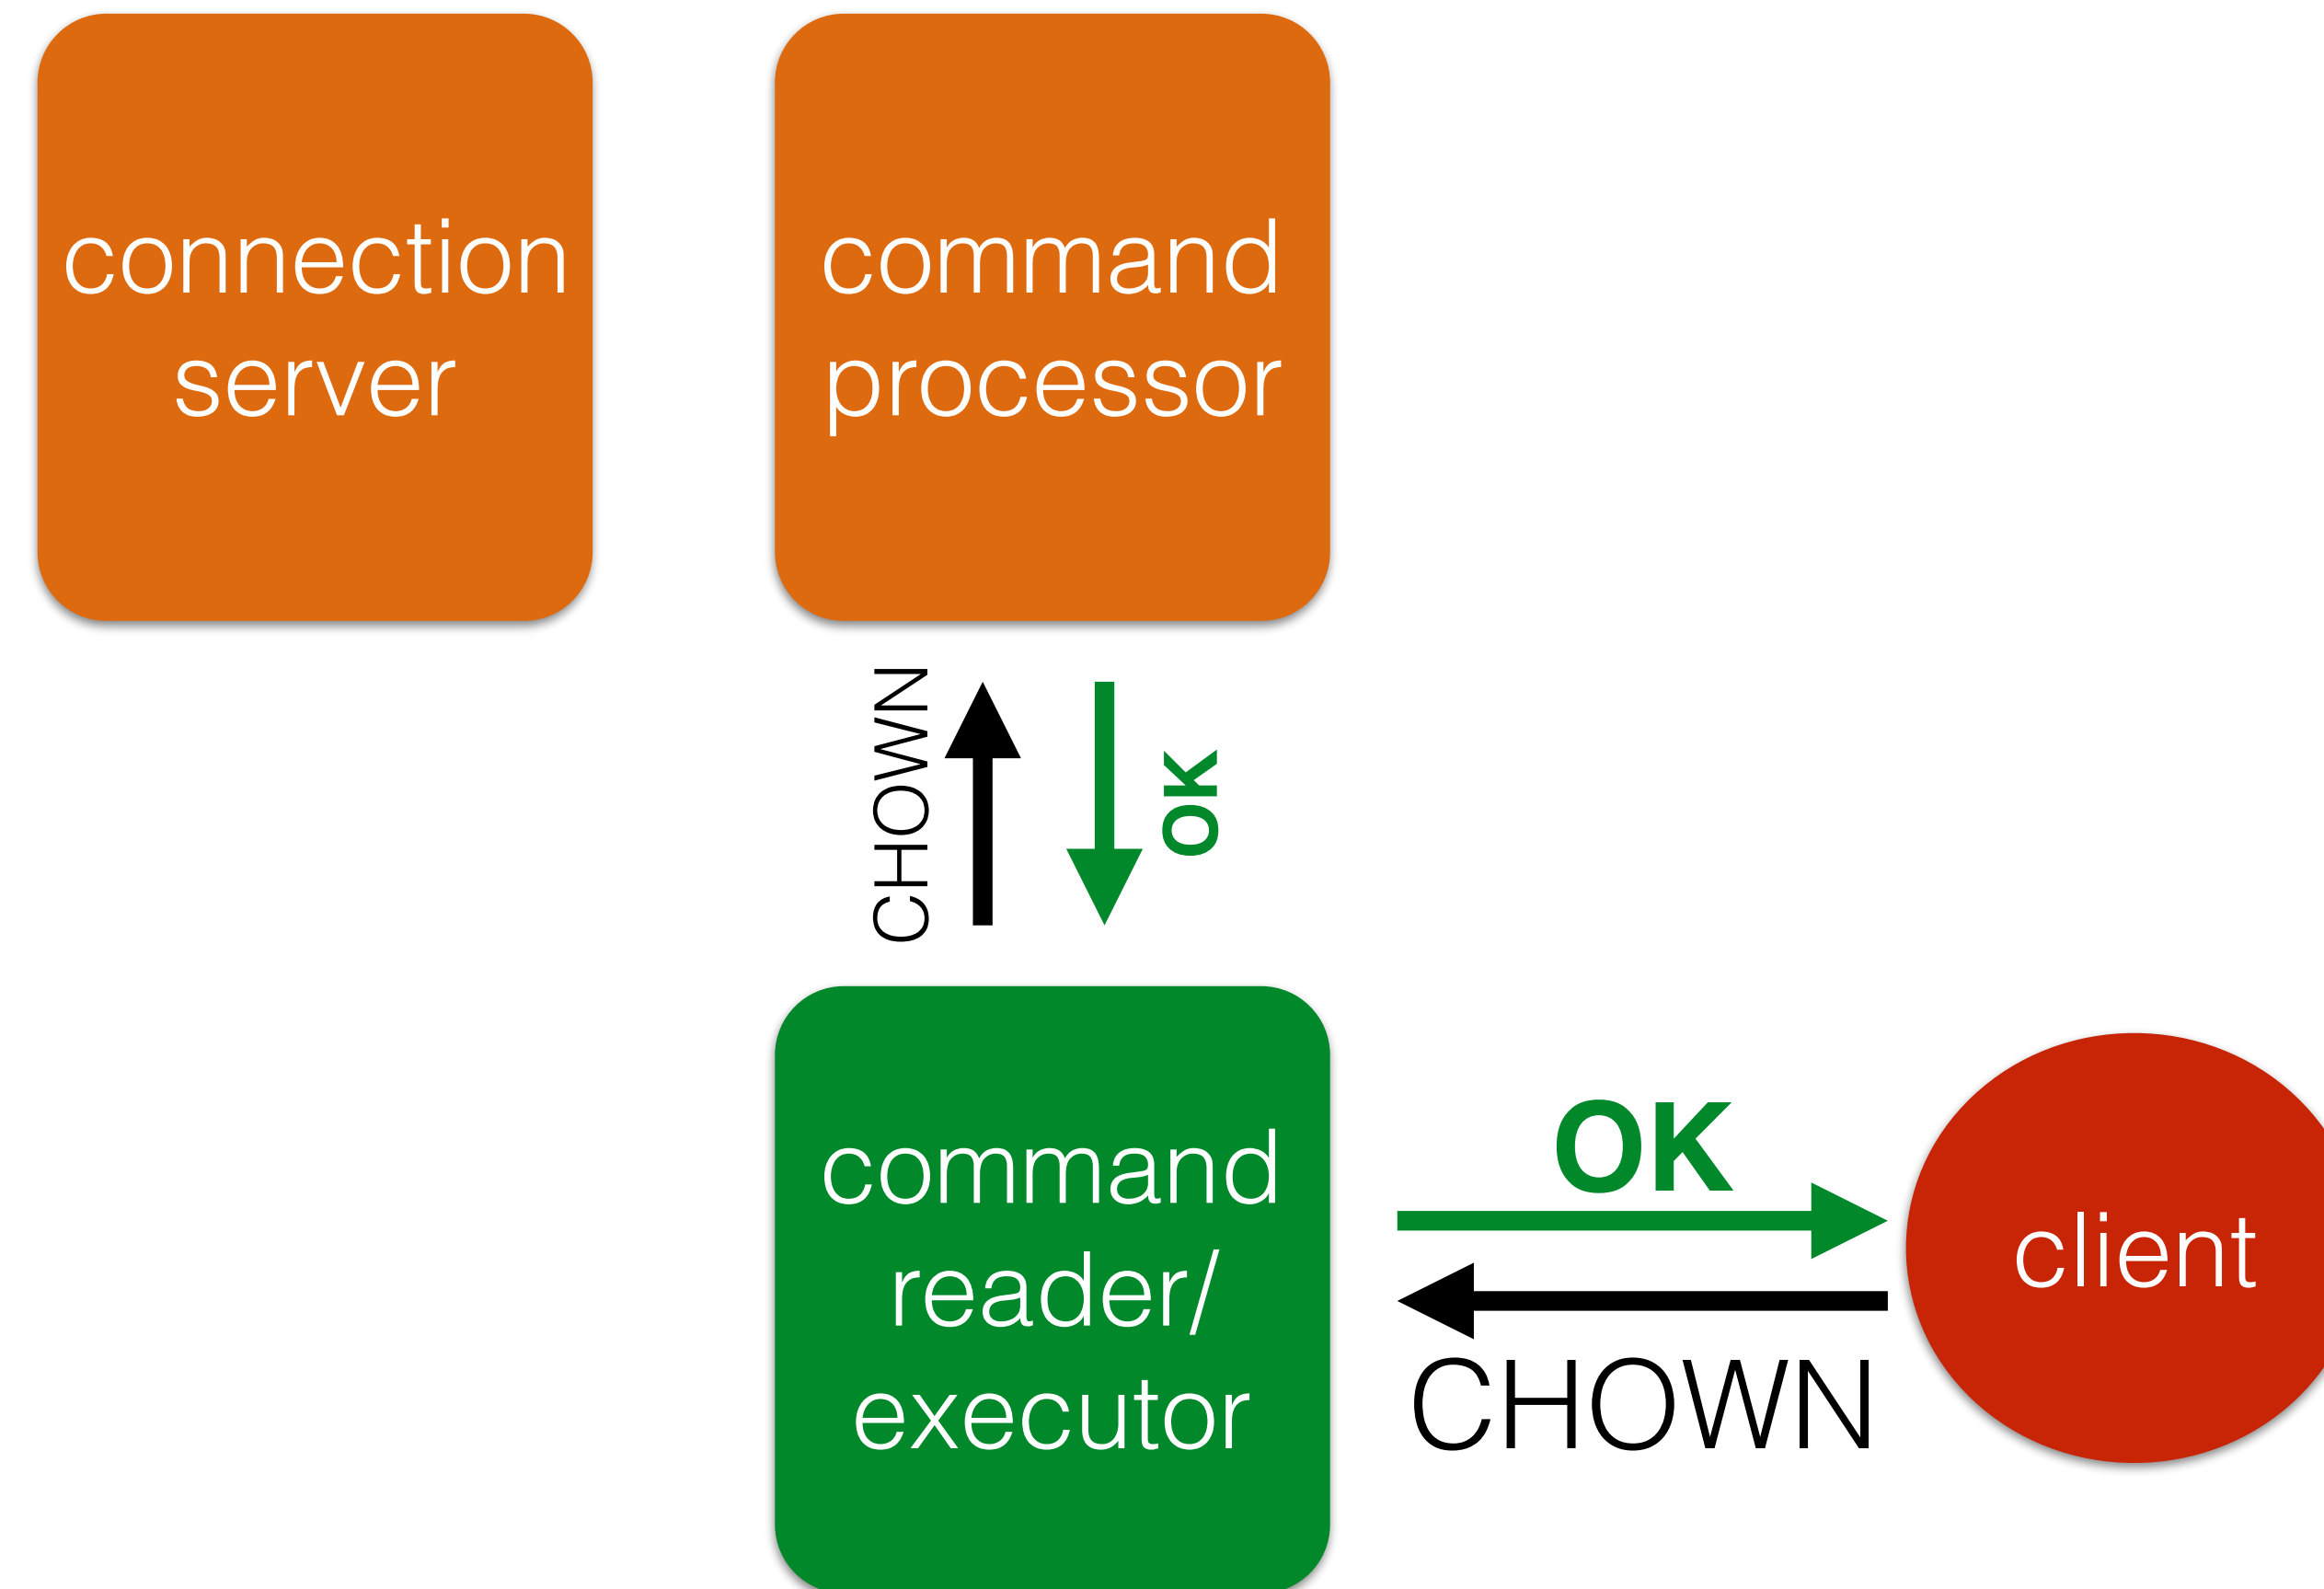 connection
server
command
processor
CHOWN
OK
command
reader/
executor
OK
CHOWN
client